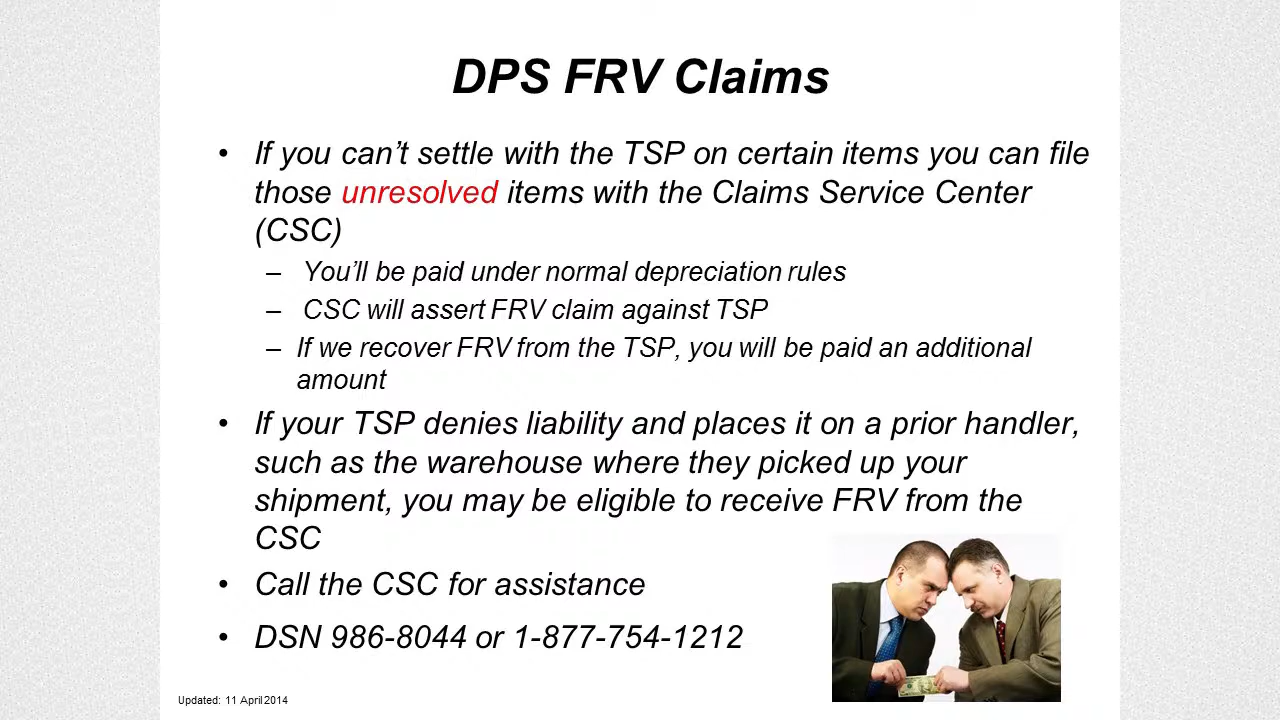 DPS FRV Claims
• If you can’t settle with the TSP on certain items you can file
those unresolved items with the Claims Service Center
(CSC)
– You’ll be paid under normal depreciation rules
– CSC will assert FRV claim against TSP
– If we recover FRV from the TSP, you will be paid an additional
amount
• If your TSP denies liability and places it on a prior handler,
such as the warehouse where they picked up your
shipment, you may be eligible to receive FRV from the
CSC
• Call the CSC for assistance
• DSN 986-8044 or 1-877-754-1212
Updated: 11 April 2014